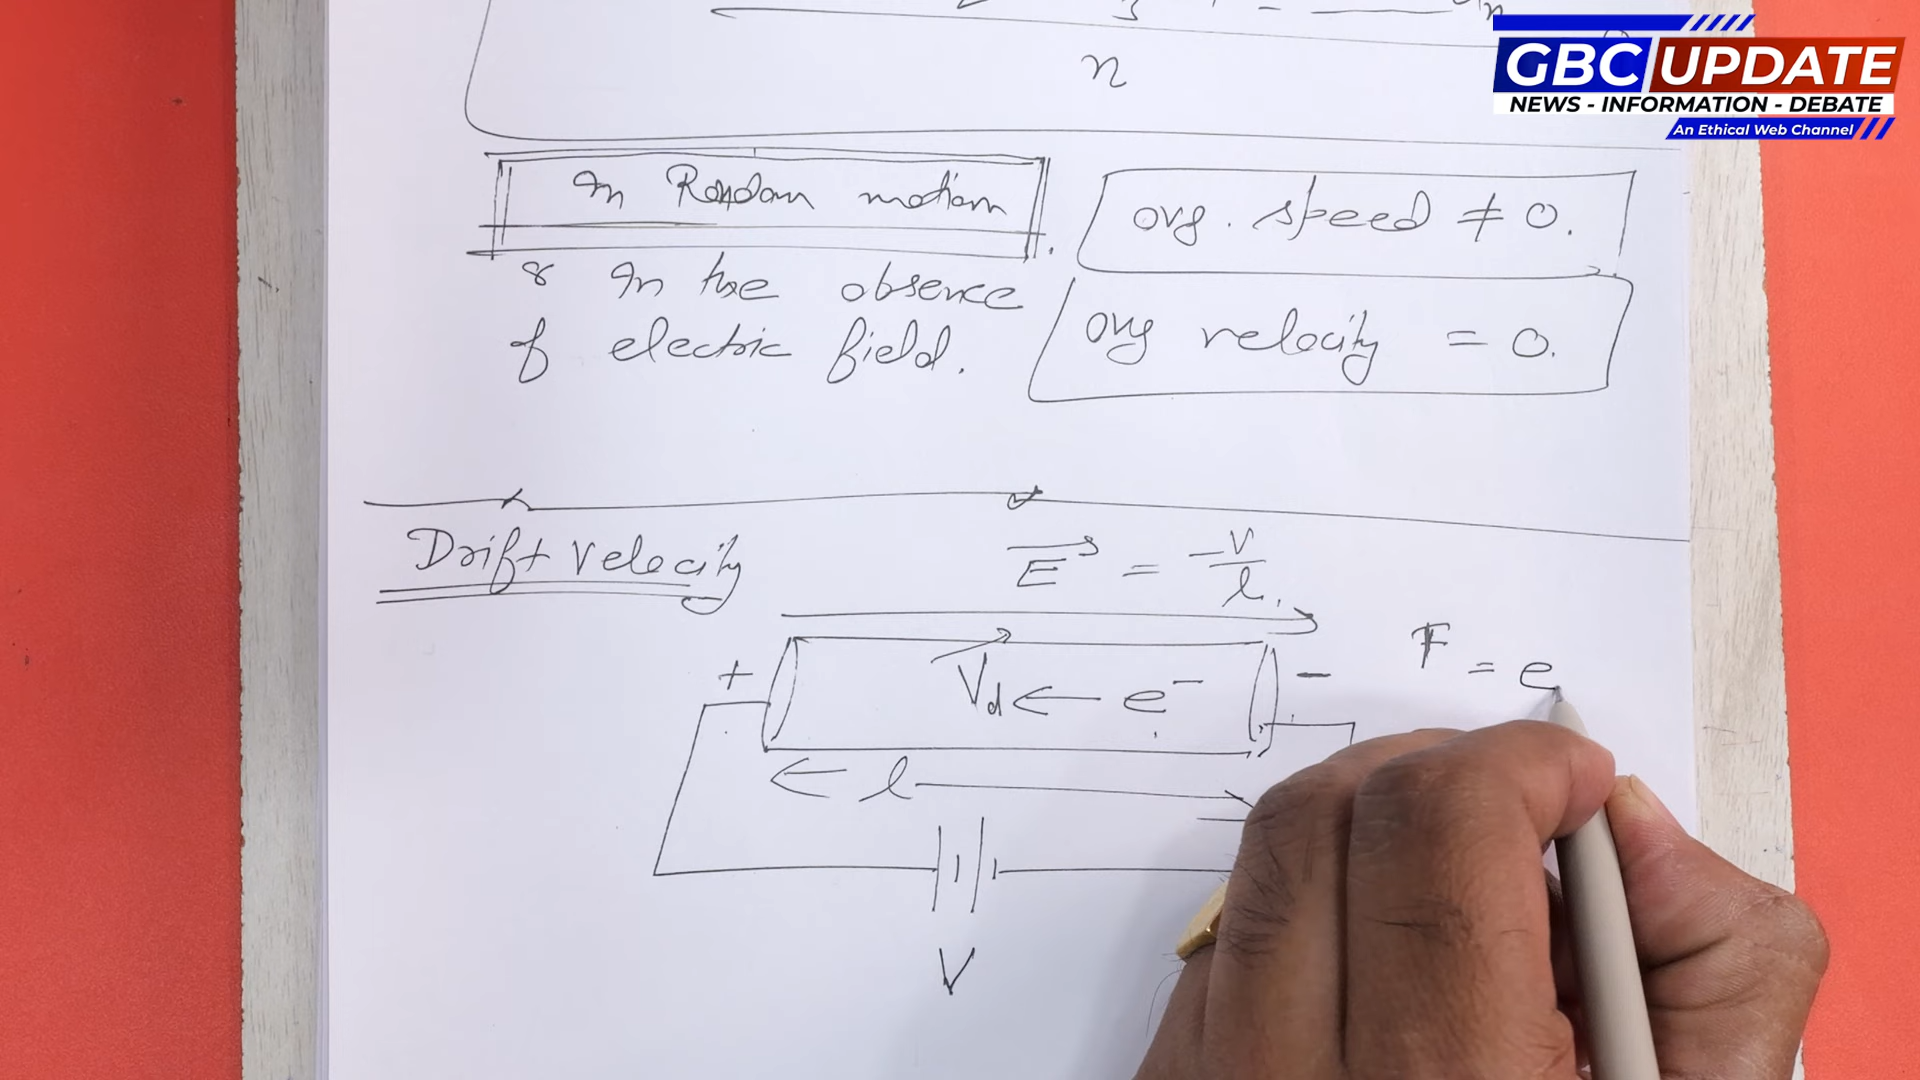 GBC UPDATE
NEWS - INFORMATION - DEBATE
An Ethical Web Channel
n
In Random motion
avg. speed ≠ 0.
& In the absence
of electric field.
avg velocity = 0.
Drift Velocity
E = -V/l
F = e
+ Vd ← e⁻ -
← l
V